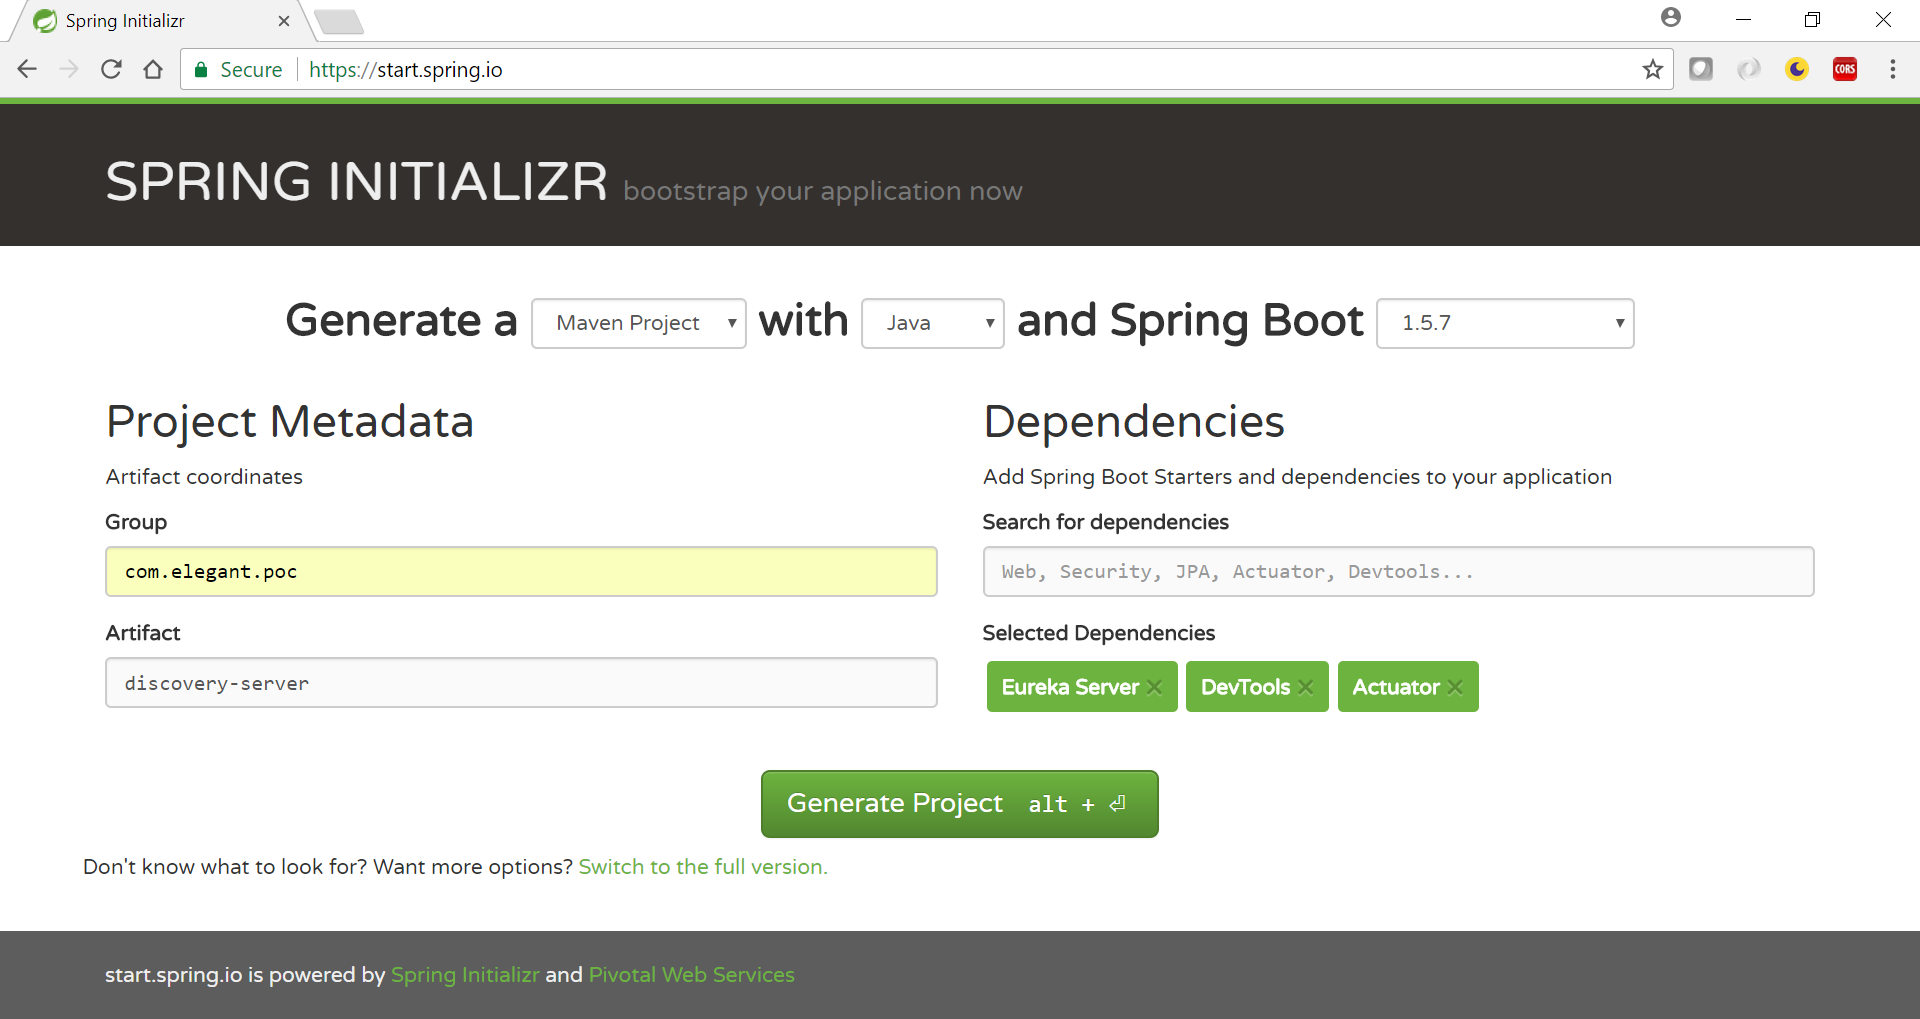 Spring Initializr
Secure https://start.spring.io
CORS
SPRING INITIALIZR bootstrap your application now
Generate a Maven Project with Java and Spring Boot 1.5.7
Project Metadata
Artifact coordinates
Group
com.elegant.poc
Artifact
discovery-server
Dependencies
Add Spring Boot Starters and dependencies to your application
Search for dependencies
Web, Security, JPA, Actuator, Devtools...
Selected Dependencies
Eureka Server × DevTools × Actuator ×
Generate Project alt + ⏎
Don't know what to look for? Want more options? Switch to the full version.
start.spring.io is powered by Spring Initializr and Pivotal Web Services